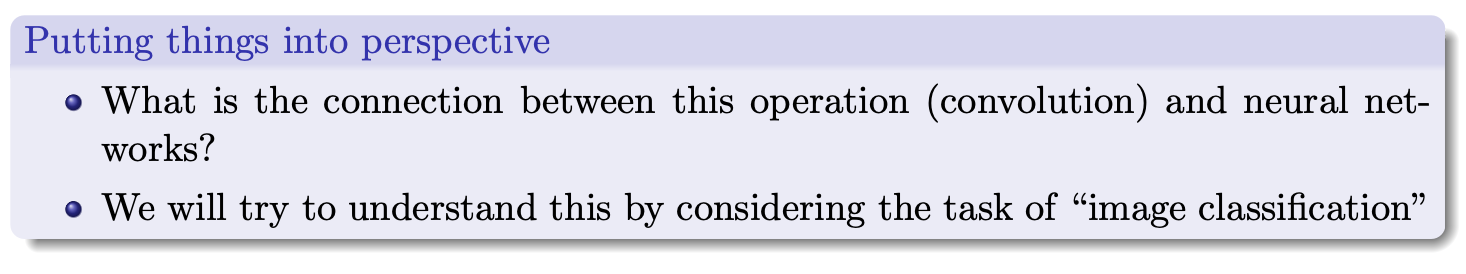 Putting things into perspective
What is the connection between this operation (convolution) and neural net-
works?
We will try to understand this by considering the task of “image classification”